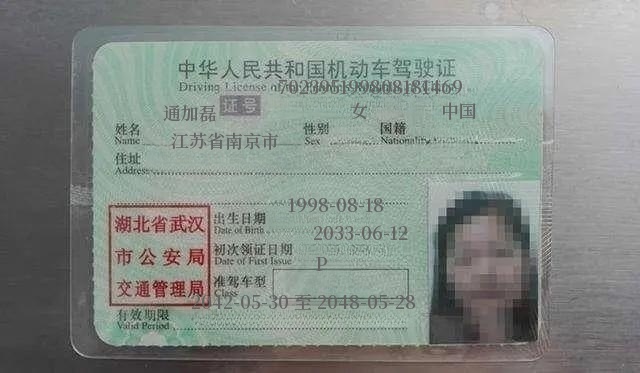 中华人民共和国机动车驾驶证
Driving License of
702395199808181469
证号
通加磊 女 中国
姓名 性别 国籍
Name Sex Nationality
江苏省南京市
住址
Address
湖北省武汉
市公安局
交通管理局
1998-08-18
出生日期
Date of Birth
2033-06-12
初次领证日期
Date of First Issue
P
准驾车型
Class
2012-05-30 至 2048-05-28
有效期限
Valid Period